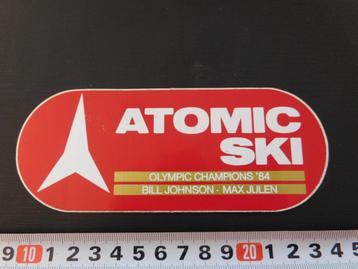 ATOMIC
SKI
OLYMPIC CHAMPIONS '84
BILL JOHNSON · MAX JULEN
9 10 1 2 3 4 5 6 7 8 9 20 1 2 3 4 5